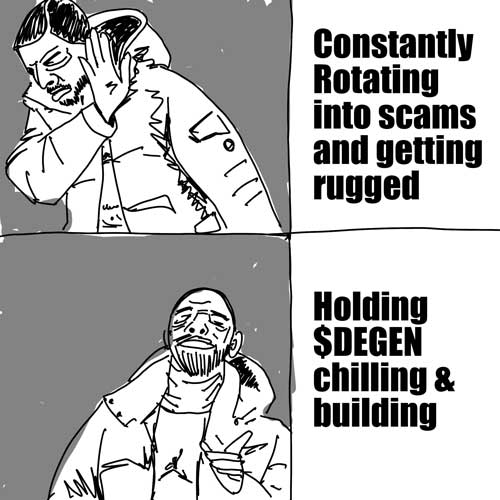 Constantly
Rotating
into scams
and getting
rugged
Holding
$DEGEN
chilling &
building